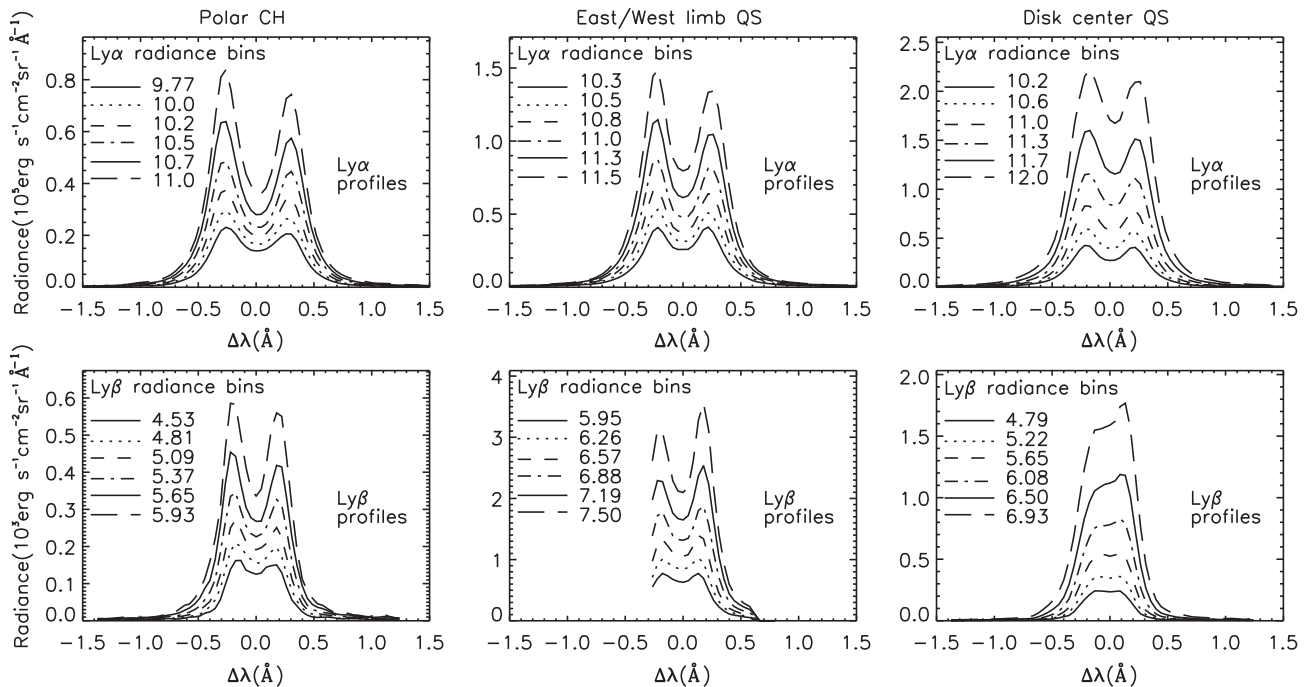 Polar CH
East/West limb QS
Disk center QS
Radiance(10⁵erg s⁻¹cm⁻²sr⁻¹ Å⁻¹)
Lyα radiance bins
9.77
10.0
10.2
10.5
10.7
11.0
Lyα
profiles
0.8
0.6
0.4
0.2
0.0
−1.5 −1.0 −0.5 0.0 0.5 1.0 1.5
Δλ(Å)
Lyα radiance bins
10.3
10.5
10.8
11.0
11.3
11.5
Lyα
profiles
1.5
1.0
0.5
0.0
−1.5 −1.0 −0.5 0.0 0.5 1.0 1.5
Δλ(Å)
Lyα radiance bins
10.2
10.6
11.0
11.3
11.7
12.0
Lyα
profiles
2.5
2.0
1.5
1.0
0.5
0.0
−1.5 −1.0 −0.5 0.0 0.5 1.0 1.5
Δλ(Å)
Radiance(10³erg s⁻¹cm⁻²sr⁻¹ Å⁻¹)
Lyβ radiance bins
4.53
4.81
5.09
5.37
5.65
5.93
Lyβ
profiles
0.6
0.5
0.4
0.3
0.2
0.1
0.0
−1.5 −1.0 −0.5 0.0 0.5 1.0 1.5
Δλ(Å)
Lyβ radiance bins
5.95
6.26
6.57
6.88
7.19
7.50
Lyβ
profiles
4
3
2
1
0
−1.5 −1.0 −0.5 0.0 0.5 1.0 1.5
Δλ(Å)
Lyβ radiance bins
4.79
5.22
5.65
6.08
6.50
6.93
Lyβ
profiles
2.0
1.5
1.0
0.5
0.0
−1.5 −1.0 −0.5 0.0 0.5 1.0 1.5
Δλ(Å)